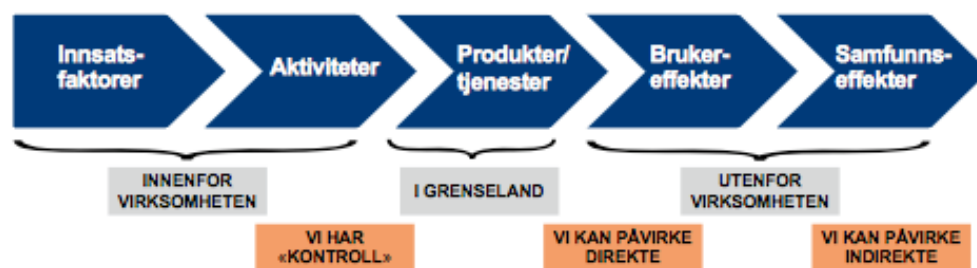 Innsats-
faktorer
Aktiviteter
Produkter/
tjenester
Bruker-
effekter
Samfunns-
effekter
INNENFOR
VIRKSOMHETEN
I GRENSELAND
UTENFOR
VIRKSOMHETEN
VI HAR
«KONTROLL»
VI KAN PÅVIRKE
DIREKTE
VI KAN PÅVIRKE
INDIREKTE